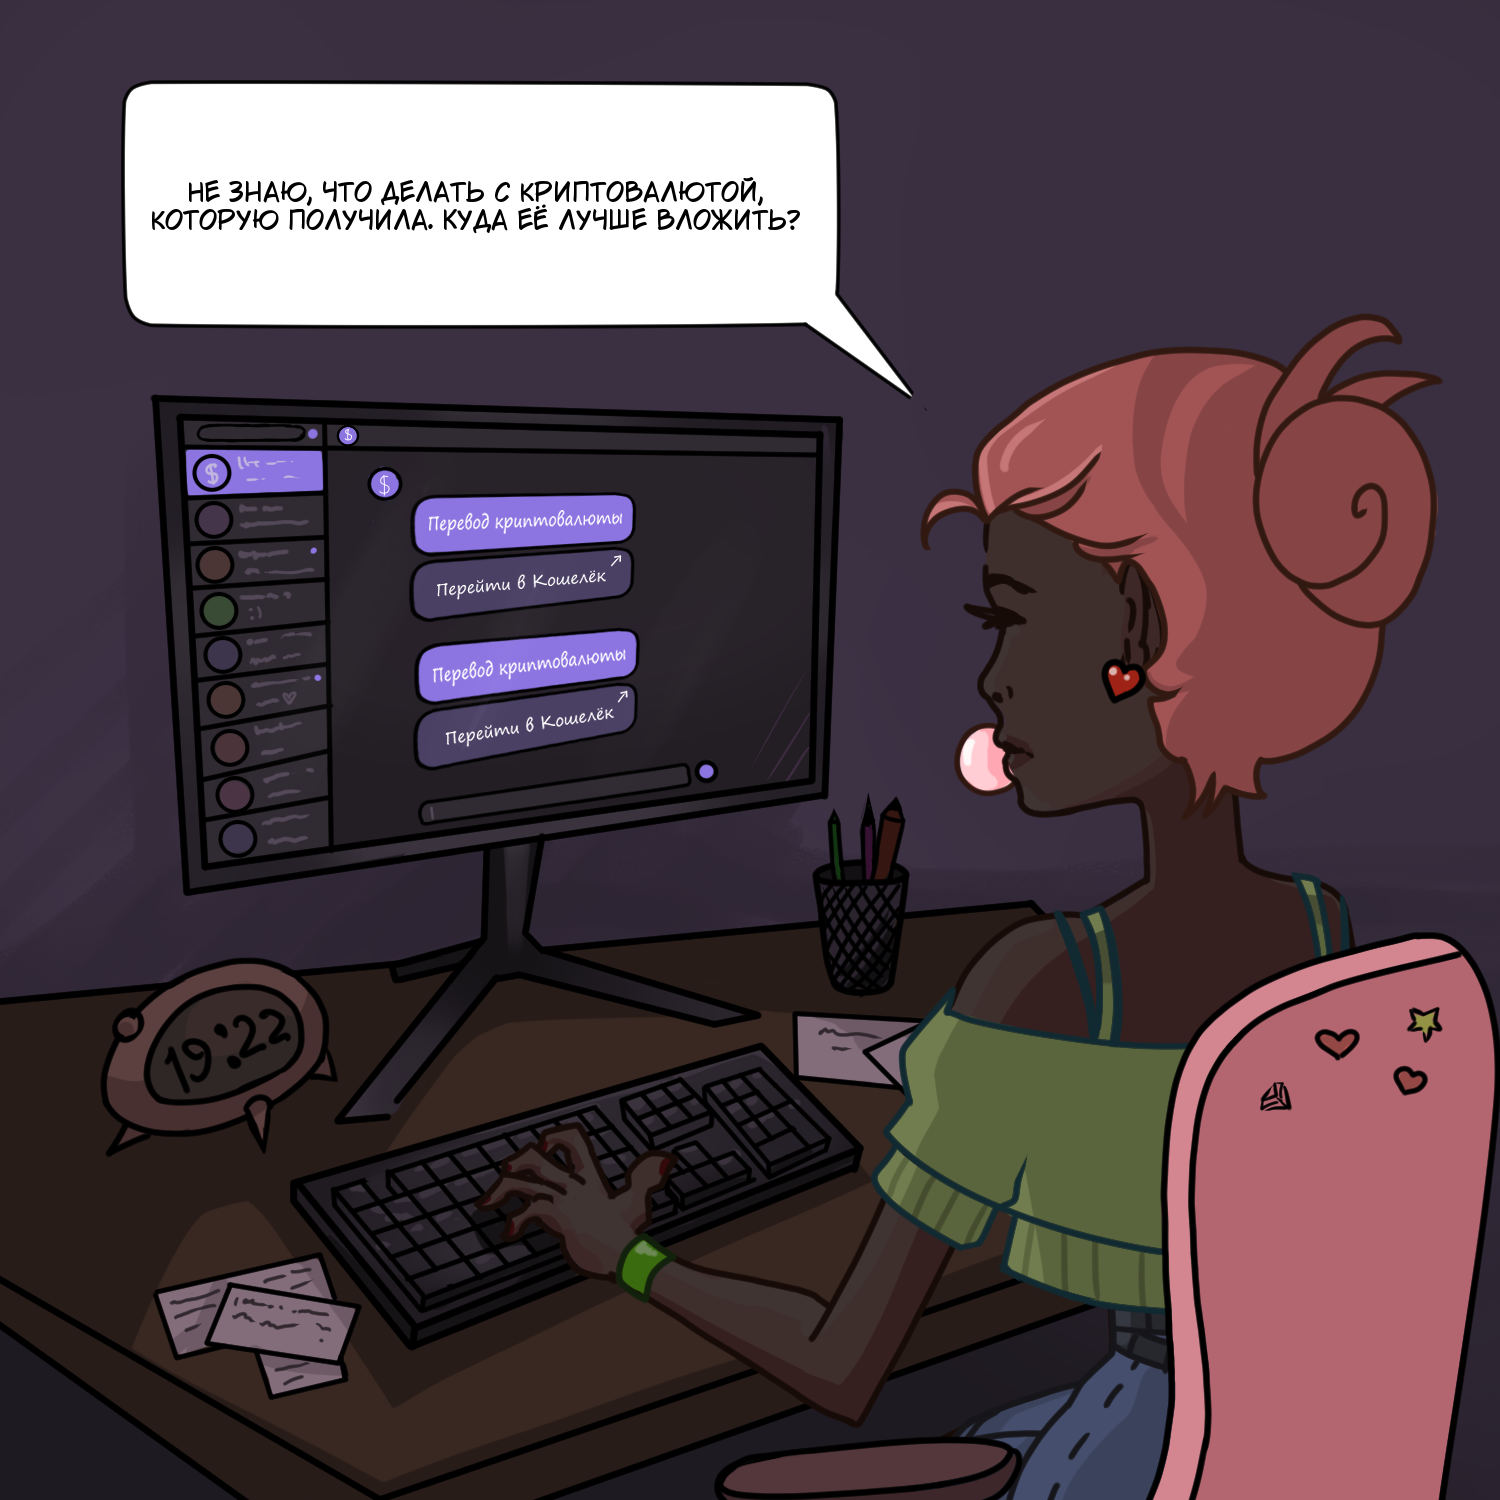 НЕ ЗНАЮ, ЧТО ДЕЛАТЬ С КРИПТОВАЛЮТОЙ,
КОТОРУЮ ПОЛУЧИЛА. КУДА ЕЁ ЛУЧШЕ ВЛОЖИТЬ?
$
$
$
Перевод криптовалюты
Перейти в Кошелёк
:)
Перевод криптовалюты
Перейти в Кошелёк
19:22